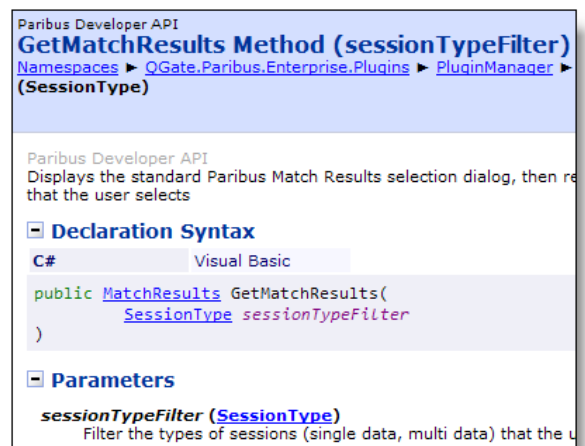 Paribus Developer API
GetMatchResults Method (sessionTypeFilter)
Namespaces ► QGate.Paribus.Enterprise.Plugins ► PluginManager ►
(SessionType)
Paribus Developer API
Displays the standard Paribus Match Results selection dialog, then
that the user selects
Declaration Syntax
C# Visual Basic
public MatchResults GetMatchResults(
SessionType sessionTypeFilter
)
Parameters
sessionTypeFilter (SessionType)
Filter the types of sessions (single data, multi data) that the